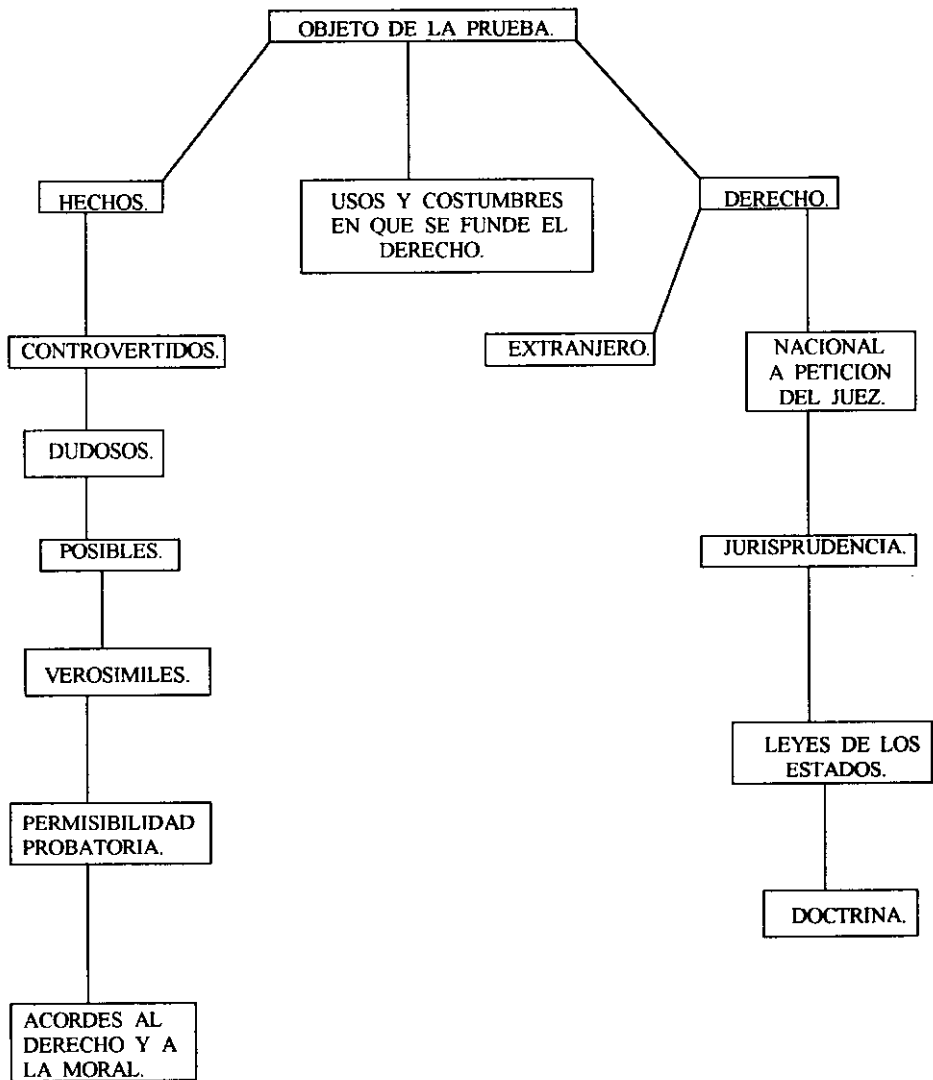 OBJETO DE LA PRUEBA.
HECHOS.
USOS Y COSTUMBRES
EN QUE SE FUNDE EL
DERECHO.
DERECHO.
CONTROVERTIDOS.
EXTRANJERO.
NACIONAL
A PETICION
DEL JUEZ.
DUDOSOS.
POSIBLES.
JURISPRUDENCIA.
VEROSIMILES.
LEYES DE LOS
ESTADOS.
PERMISIBILIDAD
PROBATORIA.
DOCTRINA.
ACORDES AL
DERECHO Y A
LA MORAL.